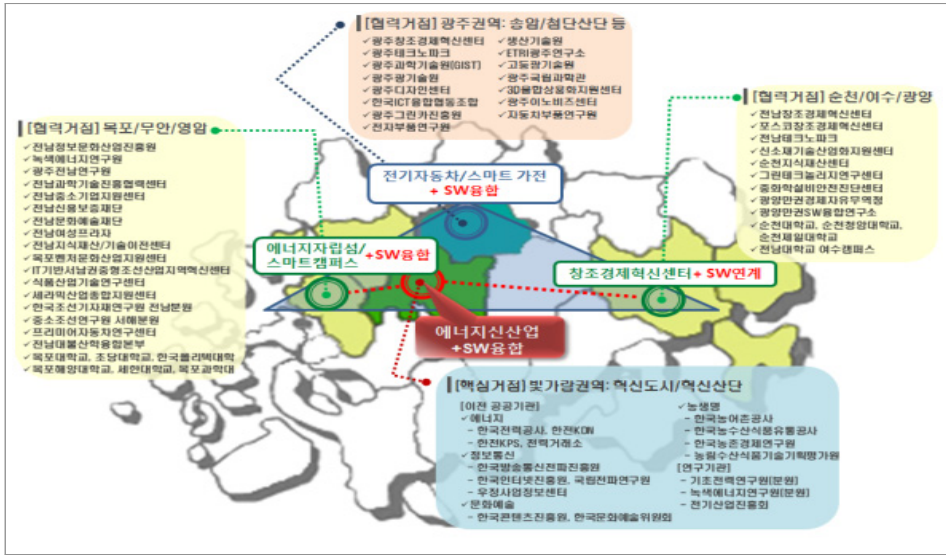 [협력거점] 광주권역: 송암/첨단산단 등
✓광주창조경제혁신센터
✓광주테크노파크
✓광주과학기술원(GIST)
✓광주광기술원
✓광주디자인센터
✓한국ICT융합협동조합
✓광주그린카진흥원
✓전자부품연구원
✓생산기술원
✓ETRI광주연구소
✓고등광기술원
✓광주국립과학관
✓3D융합상용화지원센터
✓광주이노비즈센터
✓자동차부품연구원
[협력거점] 목포/무안/영암
✓전남정보문화산업진흥원
✓녹색에너지연구원
✓광주전남연구원
✓전남과학기술진흥협력센터
✓전남중소기업지원센터
✓전남신용보증재단
✓전남문화예술재단
✓전남여성프라자
✓전남지식재산/기술이전센터
✓목포벤처문화산업지원센터
✓IT기반서남권중형조선산업지역혁신센터
✓식품산업기술연구센터
✓세라믹산업종합지원센터
✓한국조선기자재연구원 전남분원
✓중소조선연구원 서해분원
✓프리미어자동차연구센터
✓전남대불산학융합본부
✓목포대학교, 초당대학교, 한국폴리텍대학
✓목포해양대학교, 세한대학교, 목포과학대
[협력거점] 순천/여수/광양
✓전남창조경제혁신센터
✓포스코창조경제혁신센터
✓전남테크노파크
✓신소재기술산업화지원센터
✓순천지식재산센터
✓그린테크놀리지연구센터
✓중화학설비안전진단센터
✓광양만권경제자유무역청
✓광양만권SW융합연구소
✓순천대학교, 순천청암대학교,
순천제일대학교
✓전남대학교 여수캠퍼스
전기자동차/스마트 가전
+ SW융합
에너지자립섬/
스마트캠퍼스
+SW융합
창조경제혁신센터+ SW연계
에너지신산업
+SW융합
[핵심거점] 빛가람권역: 혁신도시/혁신산단
[이전 공공기관]
✓에너지
- 한국전력공사, 한전KDN
- 한전KPS, 전력거래소
✓정보통신
- 한국방송통신전파진흥원
- 한국인터넷진흥원, 국립전파연구원
- 우정사업정보센터
✓문화예술
- 한국콘텐츠진흥원, 한국문화예술위원회
✓농생명
- 한국농어촌공사
- 한국농수산식품유통공사
- 한국농촌경제연구원
- 농림수산식품기술기획평가원
[연구기관]
- 기초전력연구원(분원)
- 녹색에너지연구원(분원)
- 전기산업진흥회